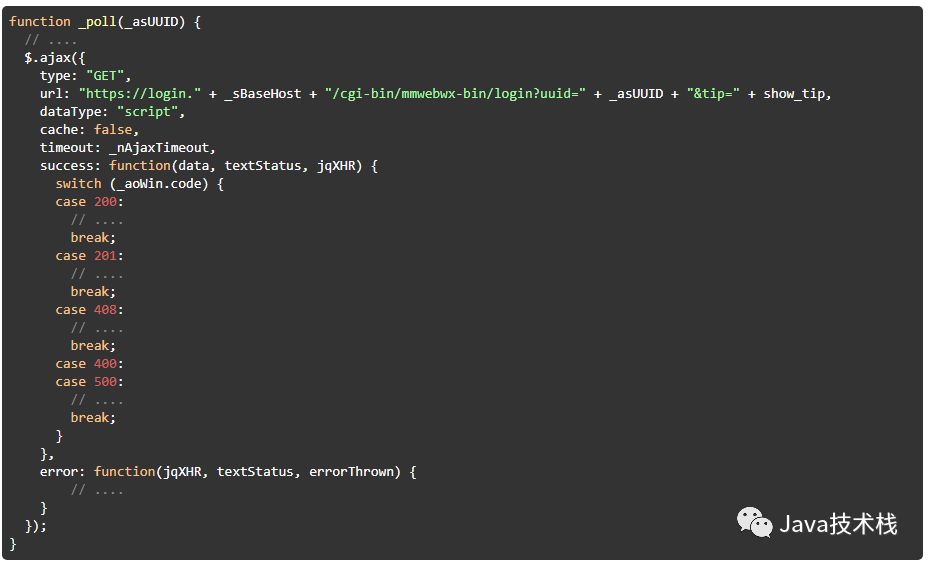 function _poll(_asUUID) {
  // ....
  $.ajax({
    type: "GET",
    url: "https://login." + _sBaseHost + "/cgi-bin/mmwebwx-bin/login?uuid=" + _asUUID + "&tip=" + show_tip,
    dataType: "script",
    cache: false,
    timeout: _nAjaxTimeout,
    success: function(data, textStatus, jqXHR) {
      switch (_aoWin.code) {
      case 200:
        // ....
        break;
      case 201:
        // ....
        break;
      case 408:
        // ....
        break;
      case 400:
      case 500:
        // ....
        break;
      }
    },
    error: function(jqXHR, textStatus, errorThrown) {
        // ....
    }
  });
}
Java技术栈